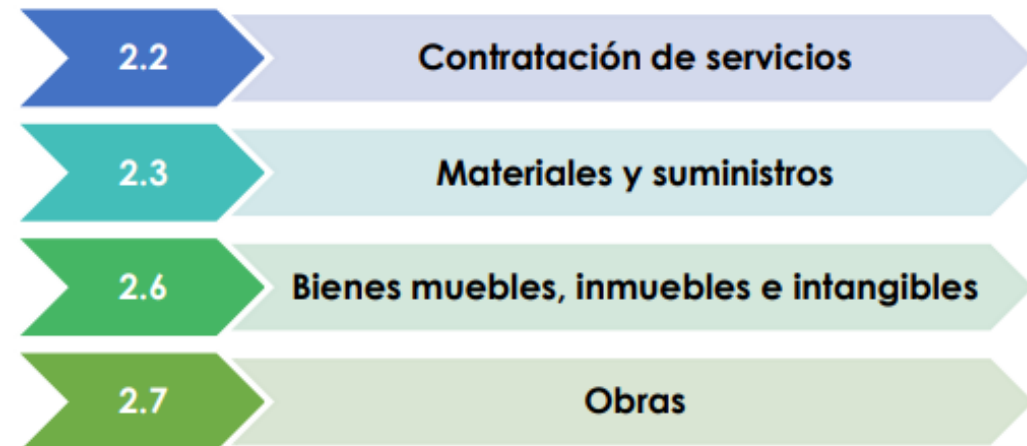 2.2 Contratación de servicios
2.3 Materiales y suministros
2.6 Bienes muebles, inmuebles e intangibles
2.7 Obras